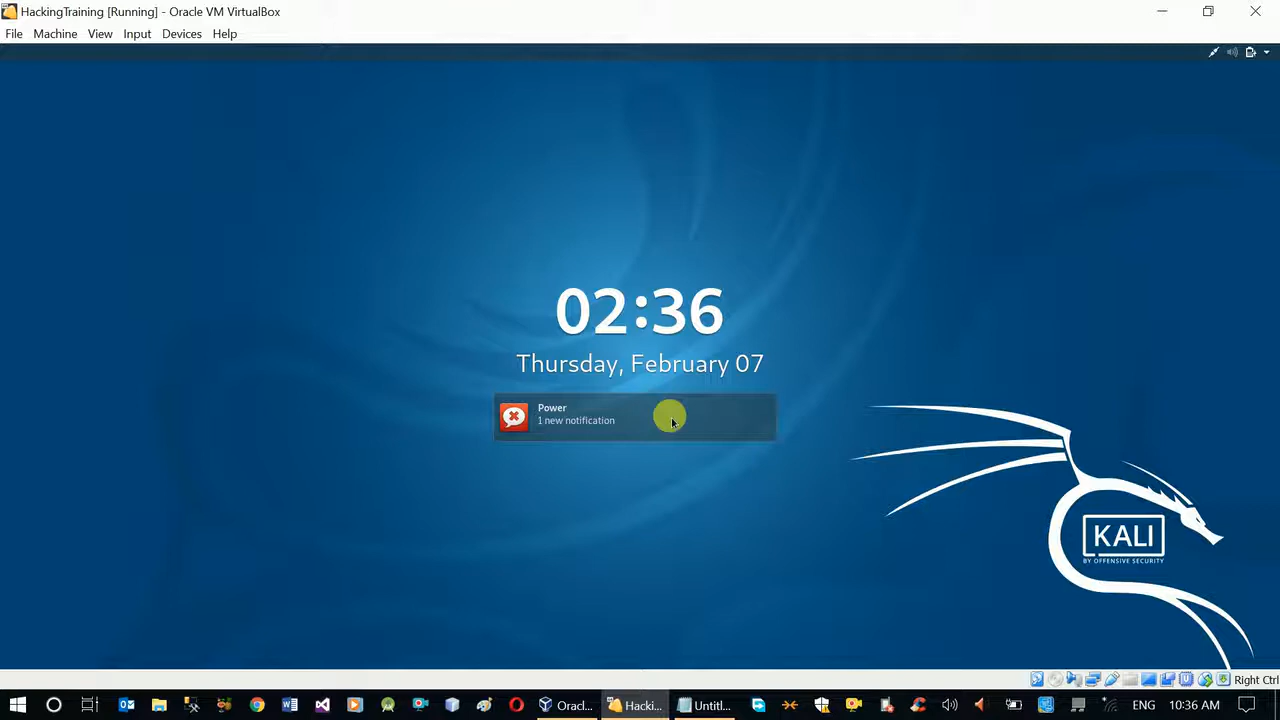 HackingTraining [Running] - Oracle VM VirtualBox
File Machine View Input Devices Help
02:36
Thursday, February 07
Power
1 new notification
KALI
BY OFFENSIVE SECURITY
Right Ctrl
Orad...
Hacki...
Untitl...
ENG 10:36 AM